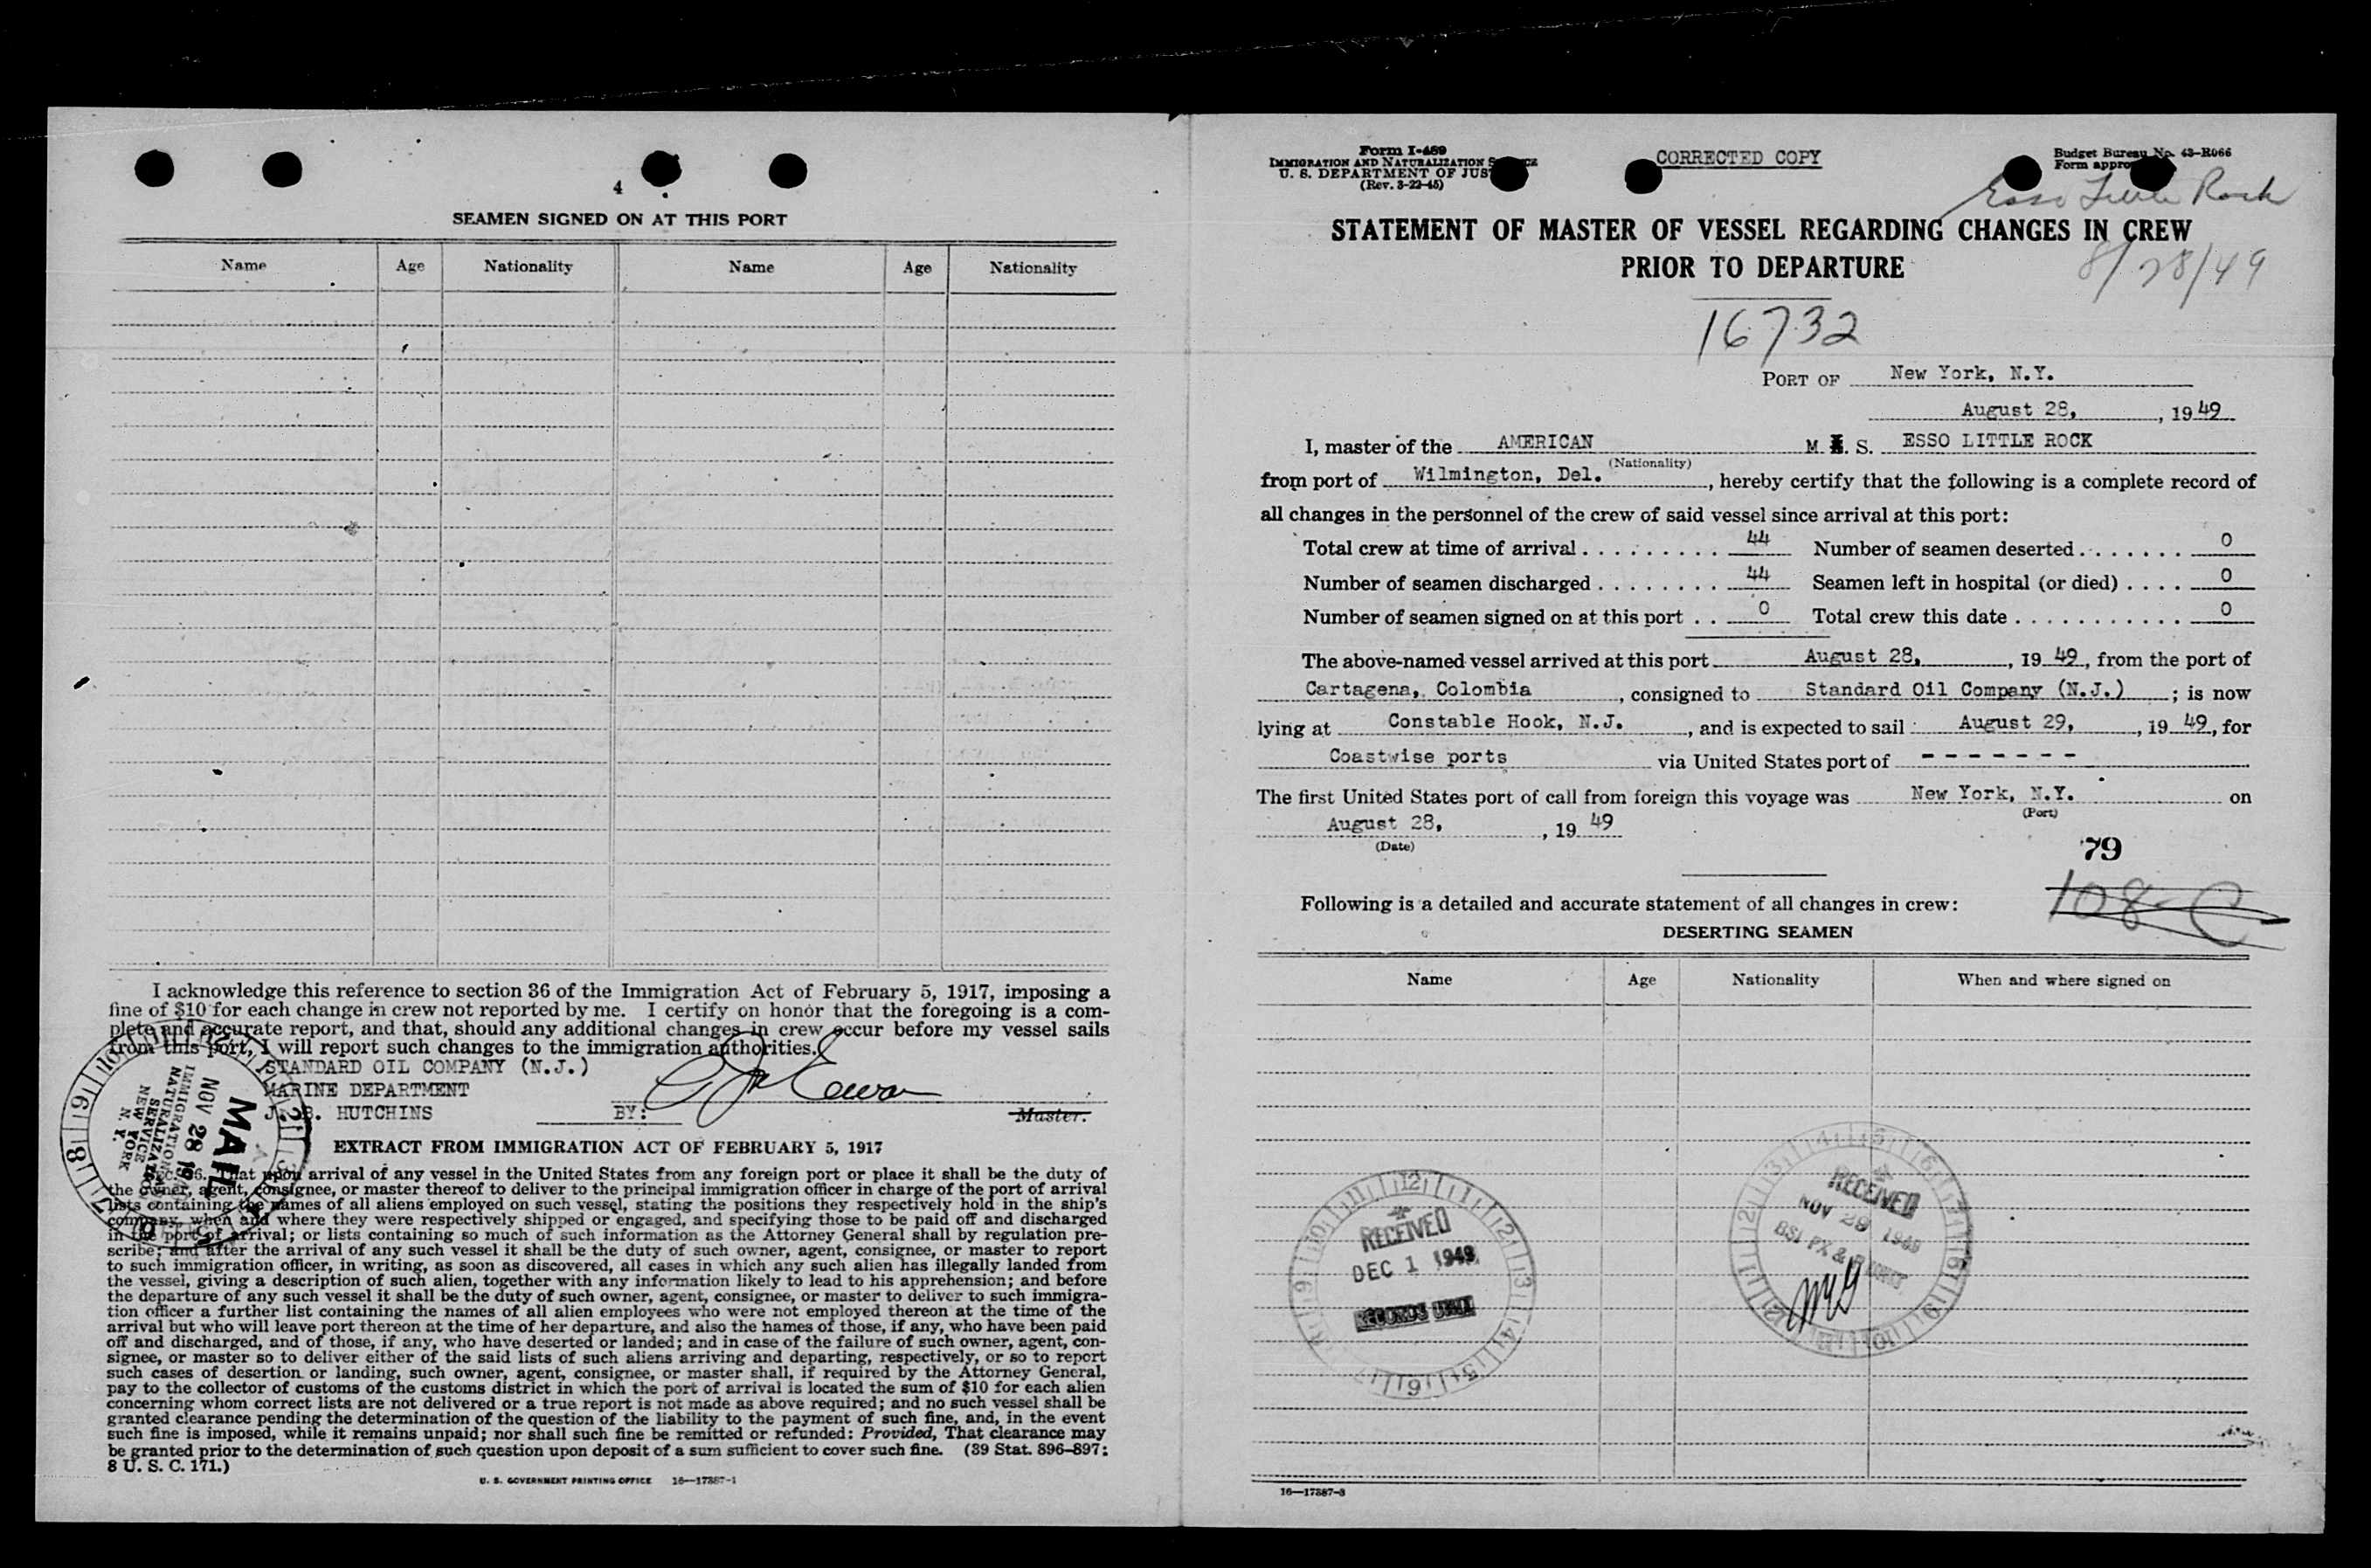 4
SEAMEN SIGNED ON AT THIS PORT
Name Age Nationality Name Age Nationality
I acknowledge this reference to section 36 of the Immigration Act of February 5, 1917, imposing a
fine of $10 for each change in crew not reported by me. I certify on honor that the foregoing is a com-
plete and accurate report, and that, should any additional changes in crew occur before my vessel sails
from this port, I will report such changes to the immigration authorities.
STANDARD OIL COMPANY (N.J.)
MARINE DEPARTMENT
J. B. HUTCHINS BY: Master.
MAIL
NOV 28
IMMIGRATION
NATURALIZATION
SERVICE
NEW YORK
N. Y.
EXTRACT FROM IMMIGRATION ACT OF FEBRUARY 5, 1917
36. That upon arrival of any vessel in the United States from any foreign port or place it shall be the duty of
the owner, agent, consignee, or master thereof to deliver to the principal immigration officer in charge of the port of arrival
lists containing the names of all aliens employed on such vessel, stating the positions they respectively hold in the ship's
company, when and where they were respectively shipped or engaged, and specifying those to be paid off and discharged
in the port of arrival; or lists containing so much of such information as the Attorney General shall by regulation pre-
scribe; and after the arrival of any such vessel it shall be the duty of such owner, agent, consignee, or master to report
to such immigration officer, in writing, as soon as discovered, all cases in which any such alien has illegally landed from
the vessel, giving a description of such alien, together with any information likely to lead to his apprehension; and before
the departure of any such vessel it shall be the duty of such owner, agent, consignee, or master to deliver to such immigra-
tion officer a further list containing the names of all alien employees who were not employed thereon at the time of the
arrival but who will leave port thereon at the time of her departure, and also the names of those, if any, who have been paid
off and discharged, and of those, if any, who have deserted or landed; and in case of the failure of such owner, agent, con-
signee, or master so to deliver either of the said lists of such aliens arriving and departing, respectively, or so to report
such cases of desertion or landing, such owner, agent, consignee, or master shall, if required by the Attorney General,
pay to the collector of customs of the customs district in which the port of arrival is located the sum of $10 for each alien
concerning whom correct lists are not delivered or a true report is not made as above required; and no such vessel shall be
granted clearance pending the determination of the question of the liability to the payment of such fine, and, in the event
such fine is imposed, while it remains unpaid; nor shall such fine be remitted or refunded: Provided, That clearance may
be granted prior to the determination of such question upon deposit of a sum sufficient to cover such fine. (39 Stat. 896-897;
8 U. S. C. 171.)
U. S. GOVERNMENT PRINTING OFFICE 16—17887-1
Form I-489
IMMIGRATION AND NATURALIZATION
U. S. DEPARTMENT OF
(Rev. 3-22-45)
CORRECTED COPY
Budget Bureau No. 43-R066
Form
Esso Little Rock
STATEMENT OF MASTER OF VESSEL REGARDING CHANGES IN CREW
PRIOR TO DEPARTURE
8/28/49
16732
PORT OF New York, N.Y.
August 28, , 1949
I, master of the AMERICAN M. S. ESSO LITTLE ROCK
(Nationality)
from port of Wilmington, Del. , hereby certify that the following is a complete record of
all changes in the personnel of the crew of said vessel since arrival at this port:
Total crew at time of arrival 44 Number of seamen deserted 0
Number of seamen discharged 44 Seamen left in hospital (or died) 0
Number of seamen signed on at this port 0 Total crew this date 0
The above-named vessel arrived at this port August 28, , 1949, from the port of
Cartagena, Colombia , consigned to Standard Oil Company (N.J.) ; is now
lying at Constable Hook, N.J. , and is expected to sail August 29, , 1949, for
Coastwise ports via United States port of - - - - - - -
The first United States port of call from foreign this voyage was New York, N.Y. on
(Port)
August 28, , 1949
(Date)
79
108-C
Following is a detailed and accurate statement of all changes in crew:
DESERTING SEAMEN
Name Age Nationality When and where signed on
RECEIVED
DEC 1 1949
RECORDS UNIT
RECEIVED
NOV 29 1949
16—17887-3